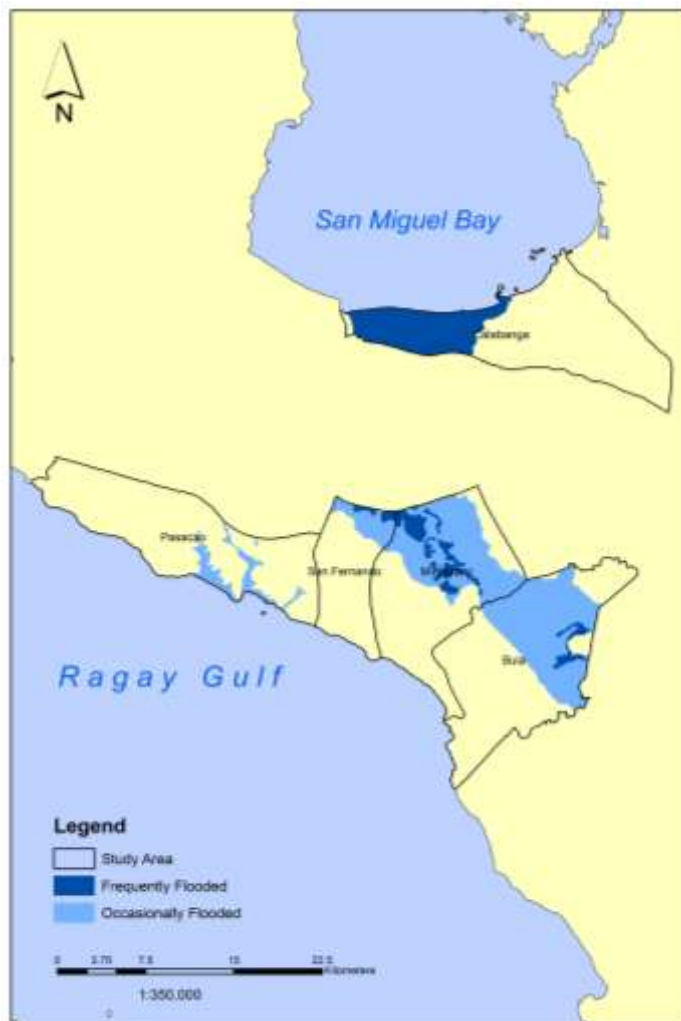 N
San Miguel Bay
Calabanga
Pasacao
San Fernando
Bula
Ragay Gulf
Legend
Study Area
Frequently Flooded
Occasionally Flooded
0 3.75 7.5 15 22.5
Kilometers
1:350,000